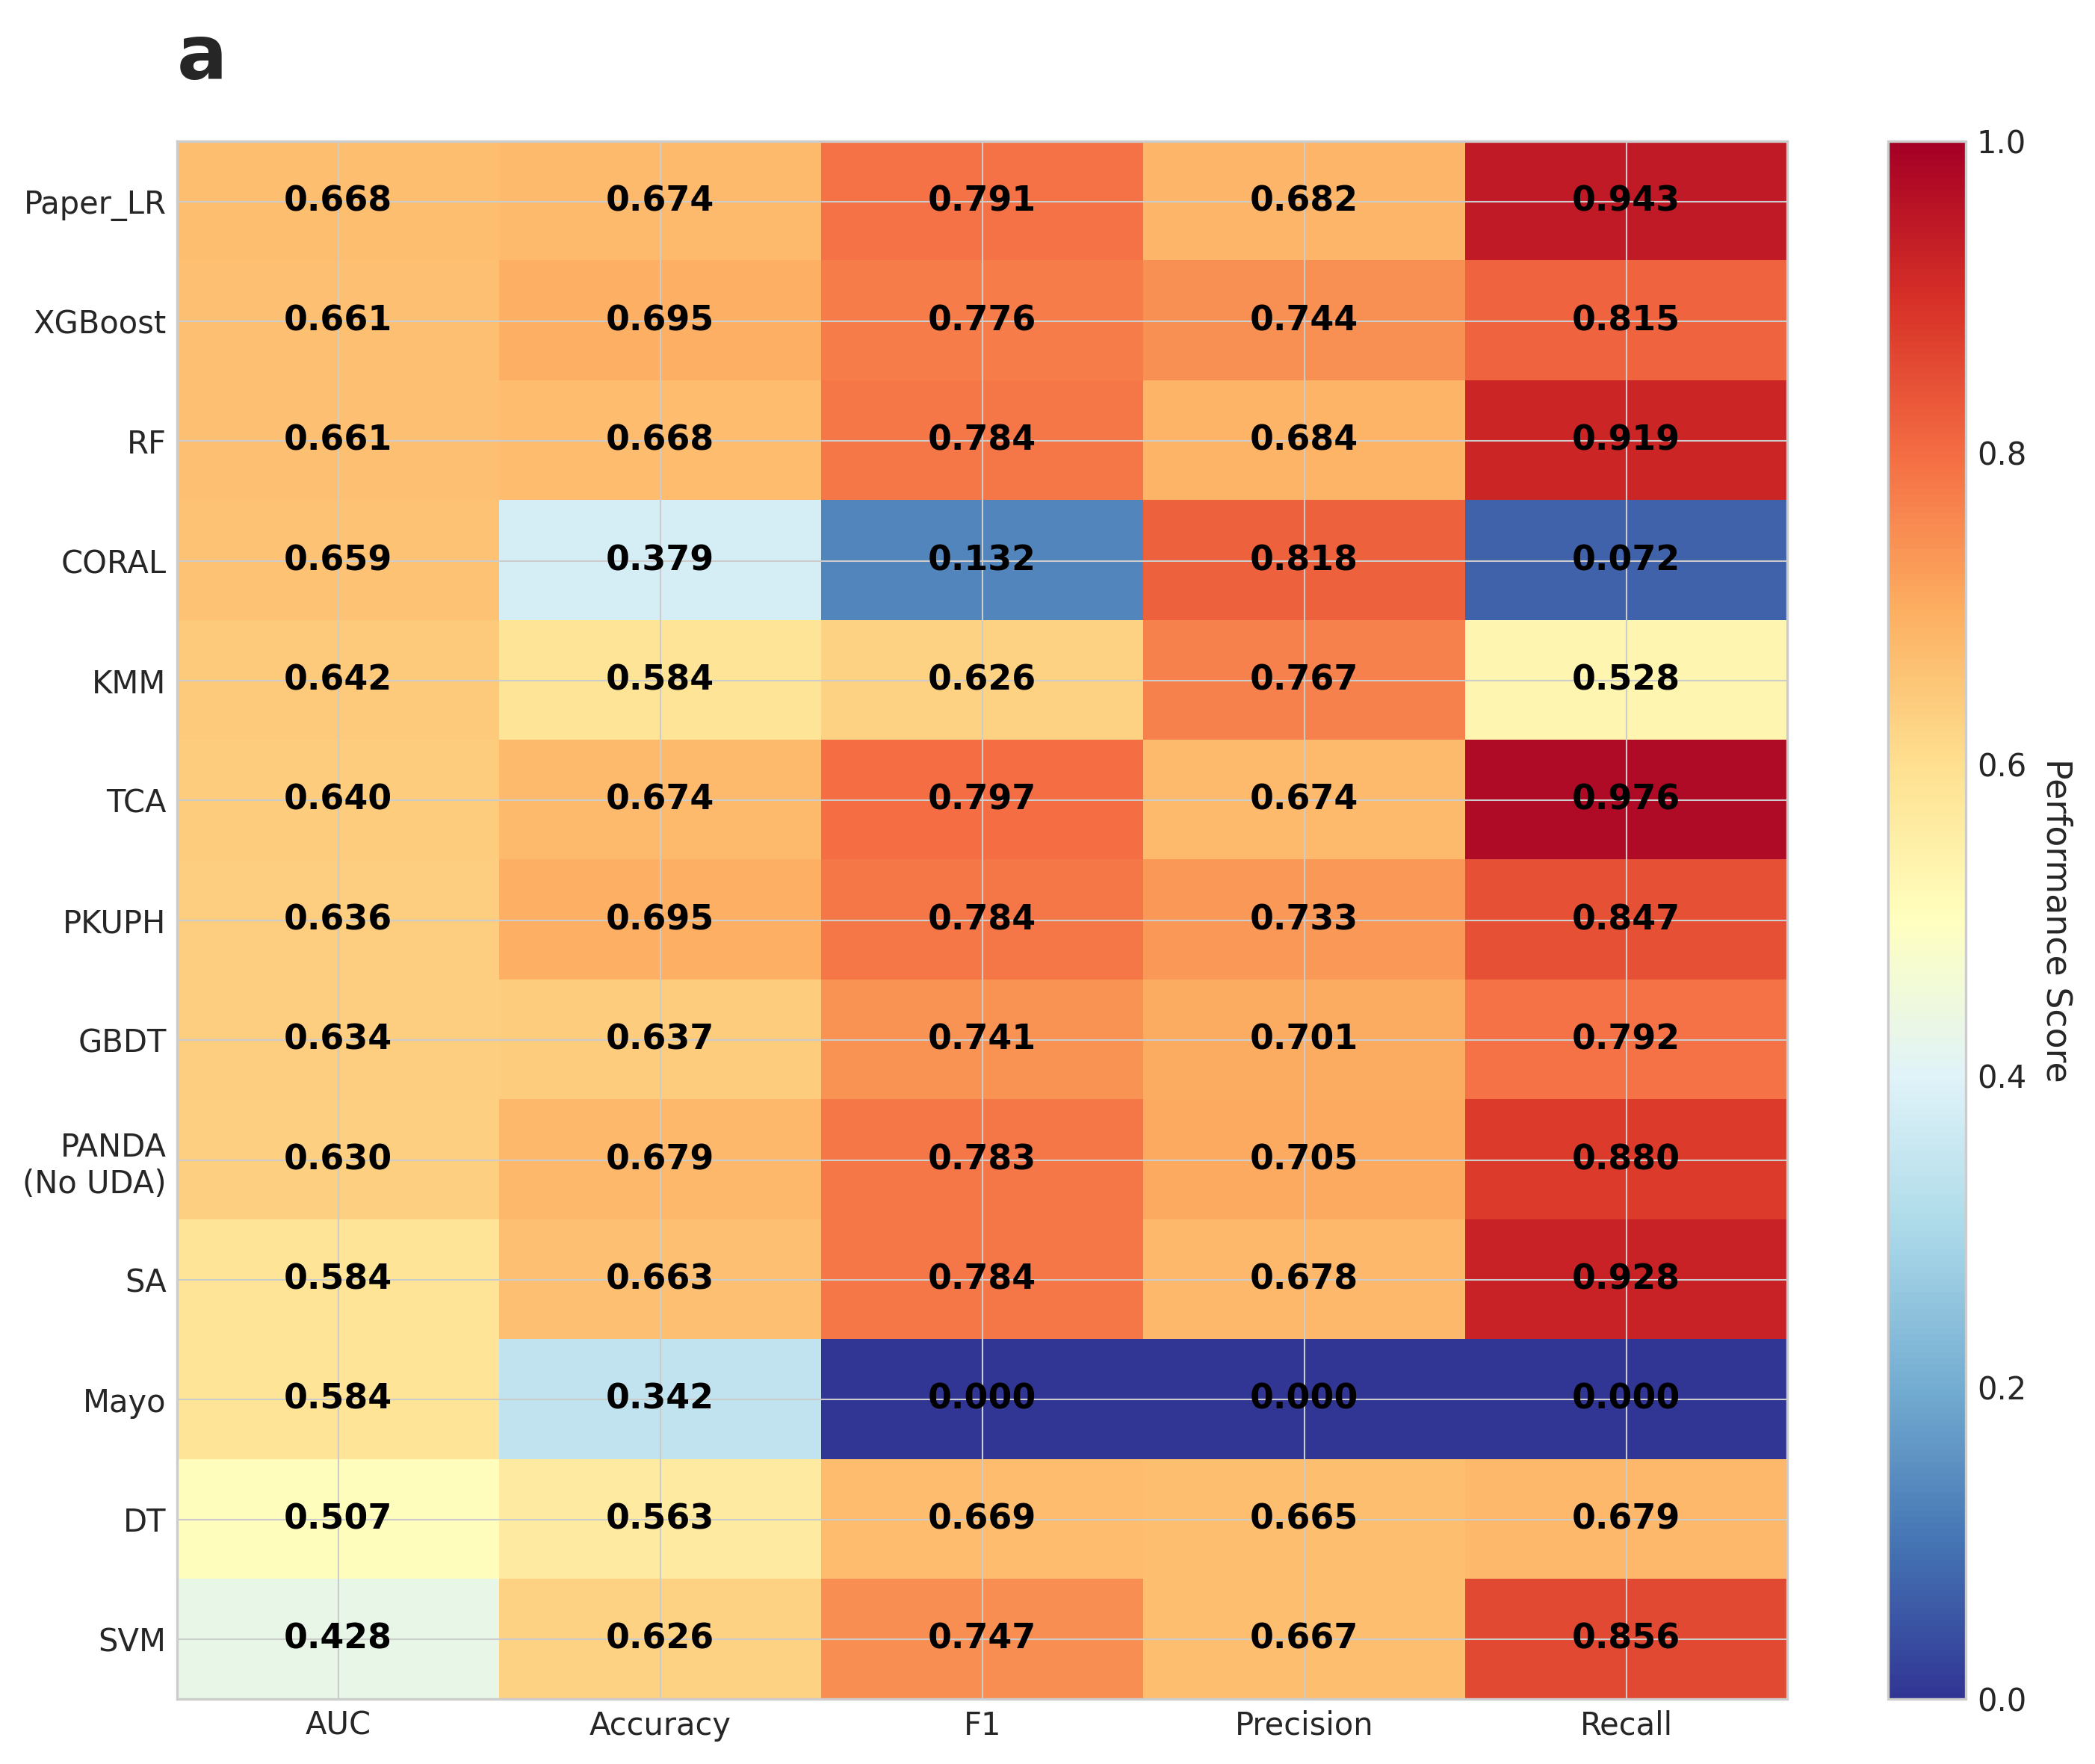 a
Paper_LR 0.668 0.674 0.791 0.682 0.943
XGBoost 0.661 0.695 0.776 0.744 0.815
RF 0.661 0.668 0.784 0.684 0.919
CORAL 0.659 0.379 0.132 0.818 0.072
KMM 0.642 0.584 0.626 0.767 0.528
TCA 0.640 0.674 0.797 0.674 0.976
PKUPH 0.636 0.695 0.784 0.733 0.847
GBDT 0.634 0.637 0.741 0.701 0.792
PANDA
(No UDA) 0.630 0.679 0.783 0.705 0.880
SA 0.584 0.663 0.784 0.678 0.928
Mayo 0.584 0.342 0.000 0.000 0.000
DT 0.507 0.563 0.669 0.665 0.679
SVM 0.428 0.626 0.747 0.667 0.856
AUC Accuracy F1 Precision Recall
1.0
0.8
0.6
0.4
0.2
0.0
Performance Score